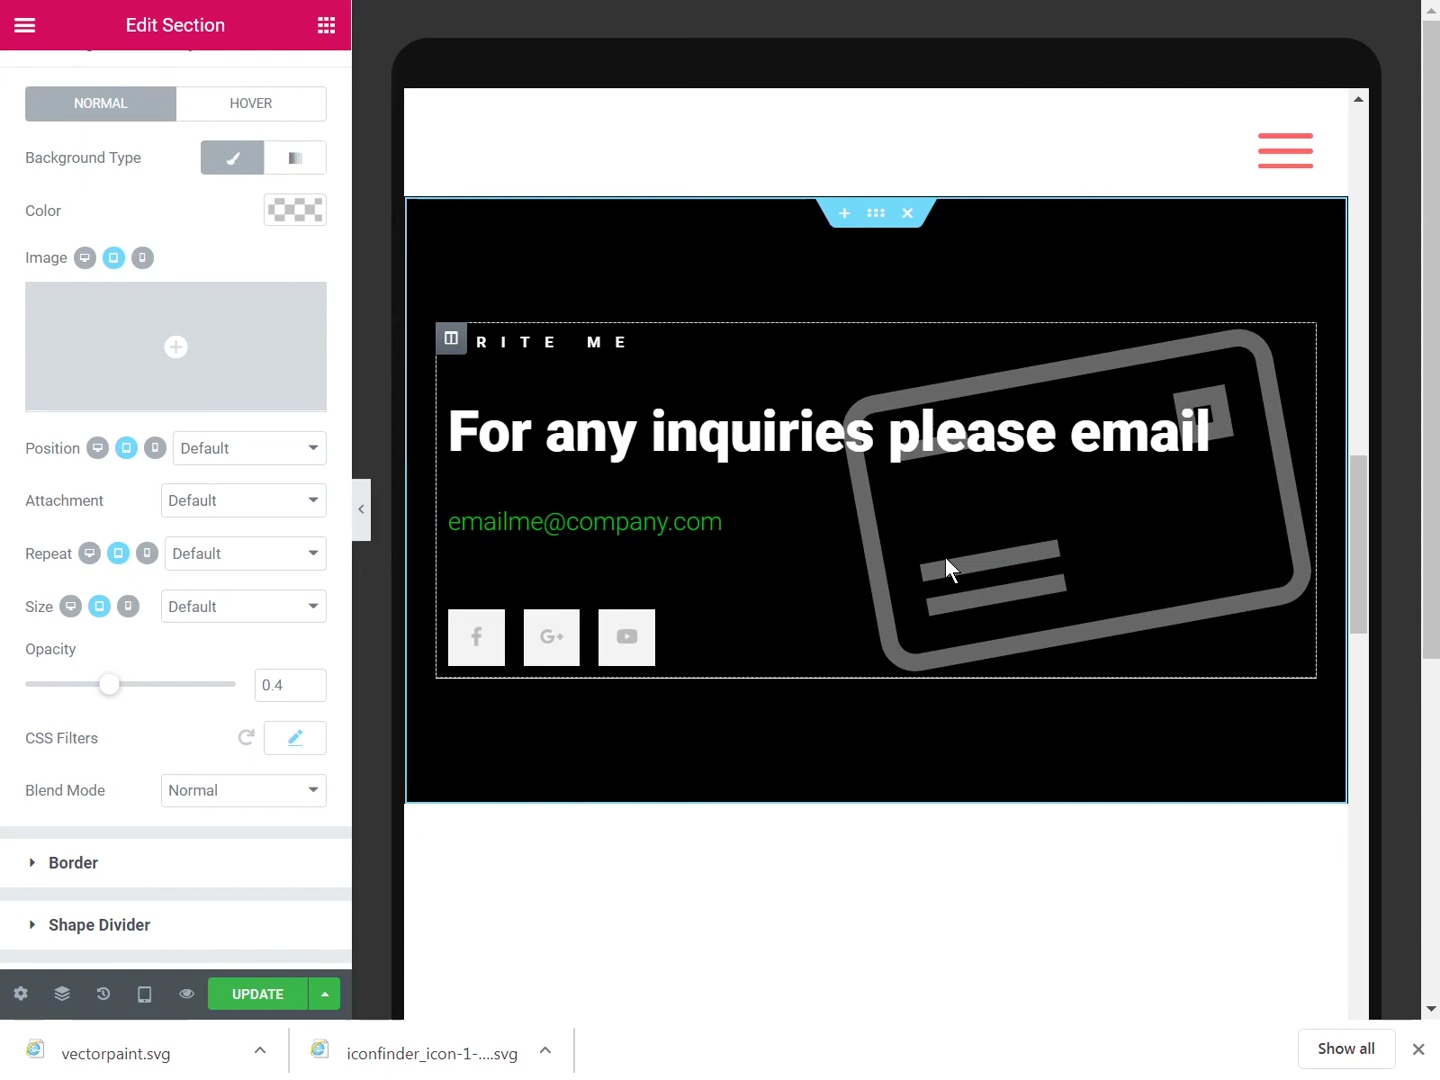 Edit Section
NORMAL
HOVER
Background Type
Color
Image
Position
Default
Attachment
Default
Repeat
Default
Size
Default
Opacity
0.4
CSS Filters
Blend Mode
Normal
Border
Shape Divider
UPDATE
RITE ME
For any inquiries please email
emailme@company.com
G+
vectorpaint.svg
iconfinder_icon-1-....svg
Show all